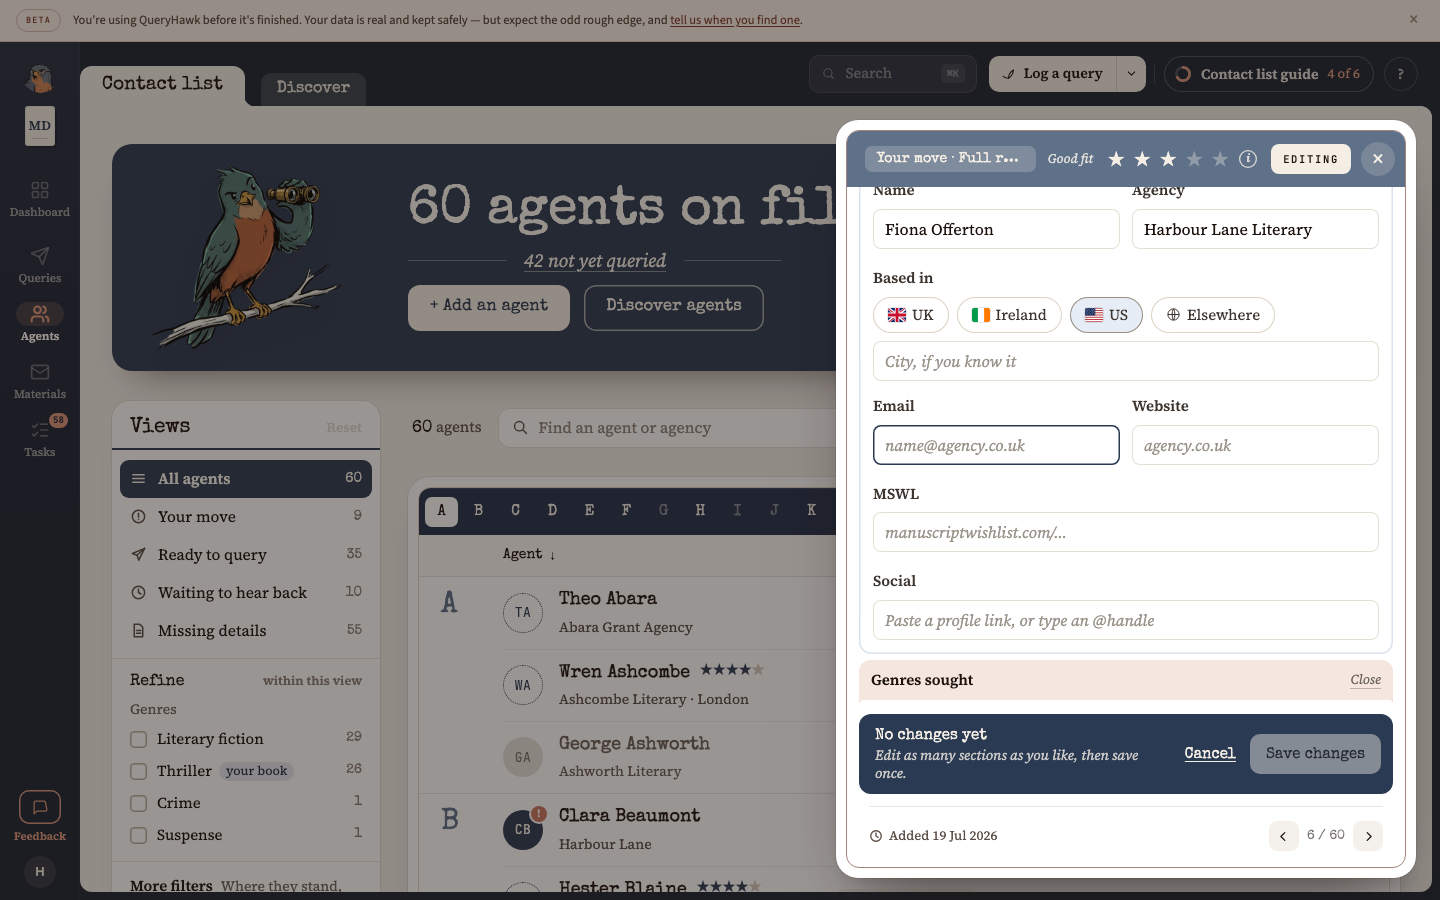 BETA You're using QueryHawk before it's finished. Your data is real and kept safely — but expect the odd rough edge, and tell us when you find one. ×
MD
Dashboard
Queries
Agents
Materials
58
Tasks
Feedback
H
Contact list
Discover
Search ⌘K
Log a query
Contact list guide 4 of 6
?
60 agents on fil
42 not yet queried
+ Add an agent
Discover agents
Views Reset
All agents 60
Your move 9
Ready to query 35
Waiting to hear back 10
Missing details 55
Refine within this view
Genres
Literary fiction 29
Thriller your book 26
Crime 1
Suspense 1
More filters Where they stand,
60 agents
Find an agent or agency
A B C D E F G H I J K
Agent ↓
A
TA Theo Abara
Abara Grant Agency
WA Wren Ashcombe ★★★★★
Ashcombe Literary · London
GA George Ashworth
Ashworth Literary
B
CB ! Clara Beaumont
Harbour Lane
Hester Blaine ★★★★★
Your move · Full r... Good fit ★★★★★ i EDITING ×
Name Agency
Fiona Offerton Harbour Lane Literary
Based in
UK Ireland US Elsewhere
City, if you know it
Email Website
name@agency.co.uk agency.co.uk
MSWL
manuscriptwishlist.com/...
Social
Paste a profile link, or type an @handle
Genres sought Close
No changes yet
Edit as many sections as you like, then save
once.
Cancel Save changes
Added 19 Jul 2026
6 / 60